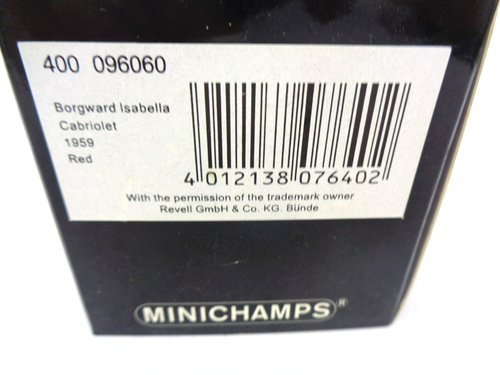 400 096060
Borgward Isabella
Cabriolet
1959
Red
4 012138 076402
With the permission of the trademark owner
Revell GmbH & Co. KG. Bünde
MINICHAMPS®